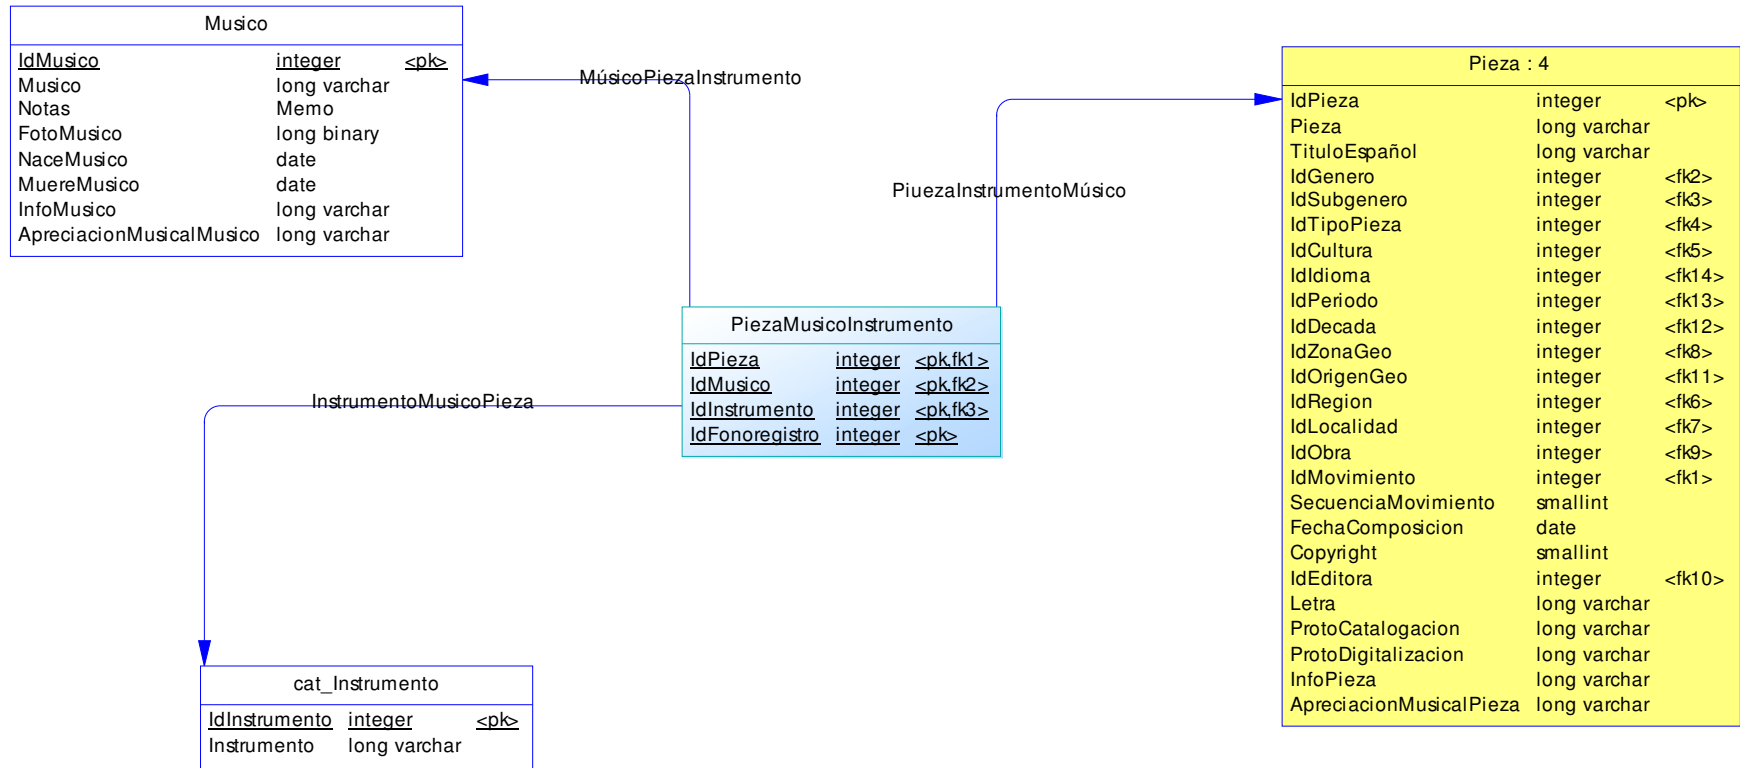 Musico
IdMusico integer <pk>
Musico long varchar
Notas Memo
FotoMusico long binary
NaceMusico date
MuereMusico date
InfoMusico long varchar
ApreciacionMusicalMusico long varchar
MúsicoPiezaInstrumento
PiuezaInstrumentoMúsico
Pieza : 4
IdPieza integer <pk>
Pieza long varchar
TituloEspañol long varchar
IdGenero integer <fk2>
IdSubgenero integer <fk3>
IdTipoPieza integer <fk4>
IdCultura integer <fk5>
IdIdioma integer <fk14>
IdPeriodo integer <fk13>
IdDecada integer <fk12>
IdZonaGeo integer <fk8>
IdOrigenGeo integer <fk11>
IdRegion integer <fk6>
IdLocalidad integer <fk7>
IdObra integer <fk9>
IdMovimiento integer <fk1>
SecuenciaMovimiento smallint
FechaComposicion date
Copyright smallint
IdEditora integer <fk10>
Letra long varchar
ProtoCatalogacion long varchar
ProtoDigitalizacion long varchar
InfoPieza long varchar
ApreciacionMusicalPieza long varchar
PiezaMusicoInstrumento
IdPieza integer <pk,fk1>
IdMusico integer <pk,fk2>
IdInstrumento integer <pk,fk3>
IdFonoregistro integer <pk>
InstrumentoMusicoPieza
cat_Instrumento
IdInstrumento integer <pk>
Instrumento long varchar